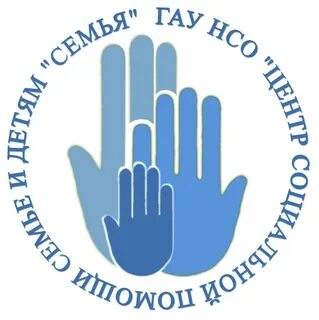 ГАУ НСО "ЦЕНТР СОЦИАЛЬНОЙ ПОМОЩИ СЕМЬЕ И ДЕТЯМ "СЕМЬЯ"